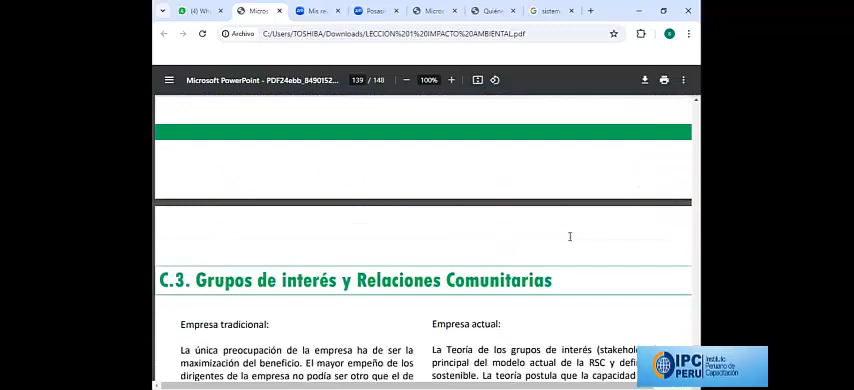 (4) Wh
Micros
Mis re
Posas
Micros
Quién
sistem
Archivo C:/Users/TOSHIBA/Downloads/LECCION%201%20IMPACTO%20AMBIENTAL.pdf
Microsoft PowerPoint - PDF24ebb_8490152... 139 / 148 100%
C.3. Grupos de interés y Relaciones Comunitarias
Empresa tradicional:
La única preocupación de la empresa ha de ser la
maximización del beneficio. El mayor empeño de los
dirigentes de la empresa no podía ser otro que el de
Empresa actual:
La Teoría de los grupos de interés (stakeho
principal del modelo actual de la RSC y defi
sostenible. La teoría postula que la capacidad
IPC PERU
Instituto
Peruano de
Capacitación